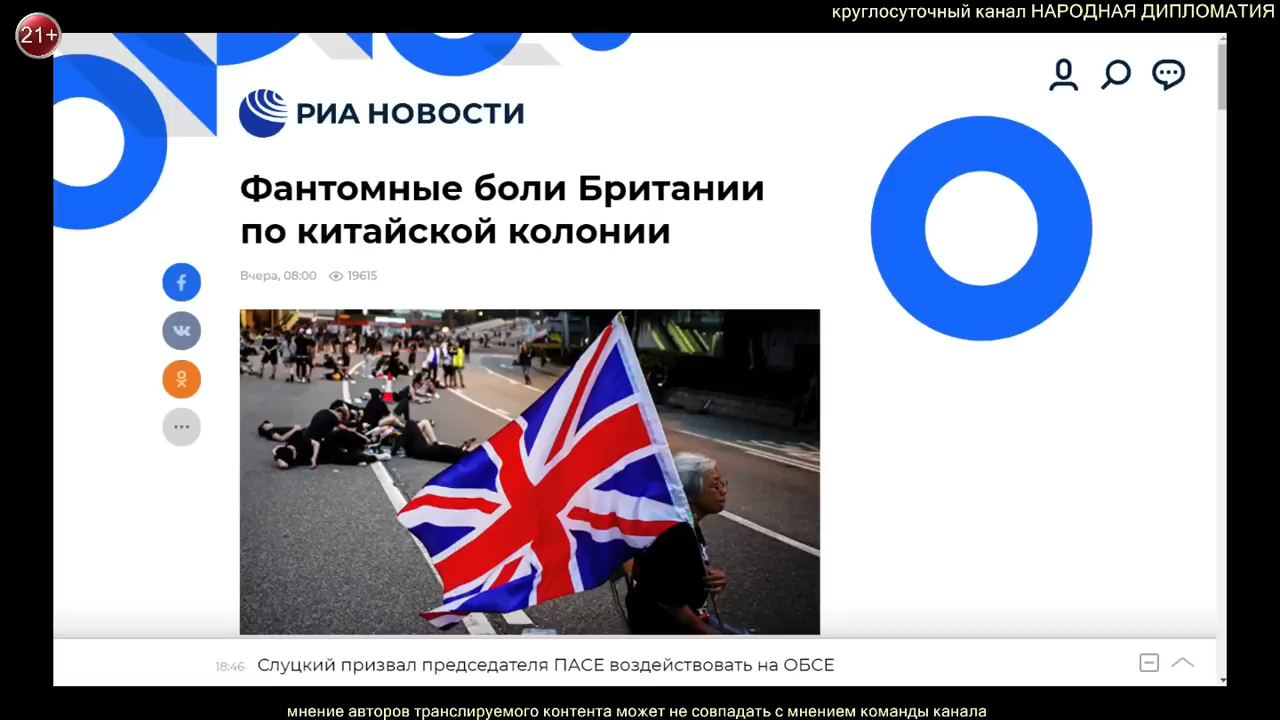 круглосуточный канал НАРОДНАЯ ДИПЛОМАТИЯ
21+
РИА НОВОСТИ
Фантомные боли Британии
по китайской колонии
Вчера, 08:00 19615
18:46 Слуцкий призвал председателя ПАСЕ воздействовать на ОБСЕ
мнение авторов транслируемого контента может не совпадать с мнением команды канала